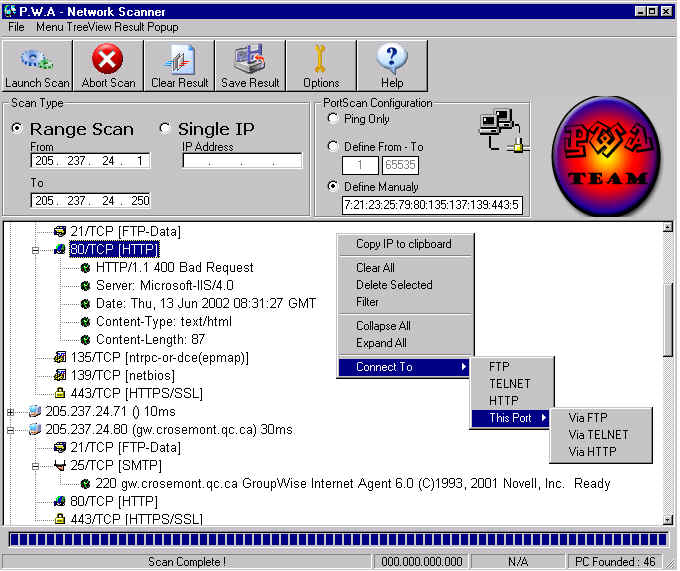 P.W.A - Network Scanner
File Menu TreeView Result Popup
Launch Scan Abort Scan Clear Result Save Result Options Help
Scan Type
Range Scan
Single IP
From
205. 237. 24. 1
To
205. 237. 24. 250
IP Address
. . .
PortScan Configuration
Ping Only
Define From - To
1 65535
Define Manualy
7:21:23:25:79:80:135:137:139:443:5
PWA
TEAM
21/TCP [FTP-Data]
80/TCP [HTTP]
HTTP/1.1 400 Bad Request
Server: Microsoft-IIS/4.0
Date: Thu, 13 Jun 2002 08:31:27 GMT
Content-Type: text/html
Content-Length: 87
135/TCP [ntrpc-or-dce(epmap)]
139/TCP [netbios]
443/TCP [HTTPS/SSL]
205.237.24.71 () 10ms
205.237.24.80 (gw.crosemont.qc.ca) 30ms
21/TCP [FTP-Data]
25/TCP [SMTP]
220 gw.crosemont.qc.ca GroupWise Internet Agent 6.0 (C)1993, 2001 Novell, Inc. Ready
80/TCP [HTTP]
443/TCP [HTTPS/SSL]
Copy IP to clipboard
Clear All
Delete Selected
Filter
Collapse All
Expand All
Connect To
FTP
TELNET
HTTP
This Port
Via FTP
Via TELNET
Via HTTP
Scan Complete ! 000.000.000.000 N/A PC Founded : 46